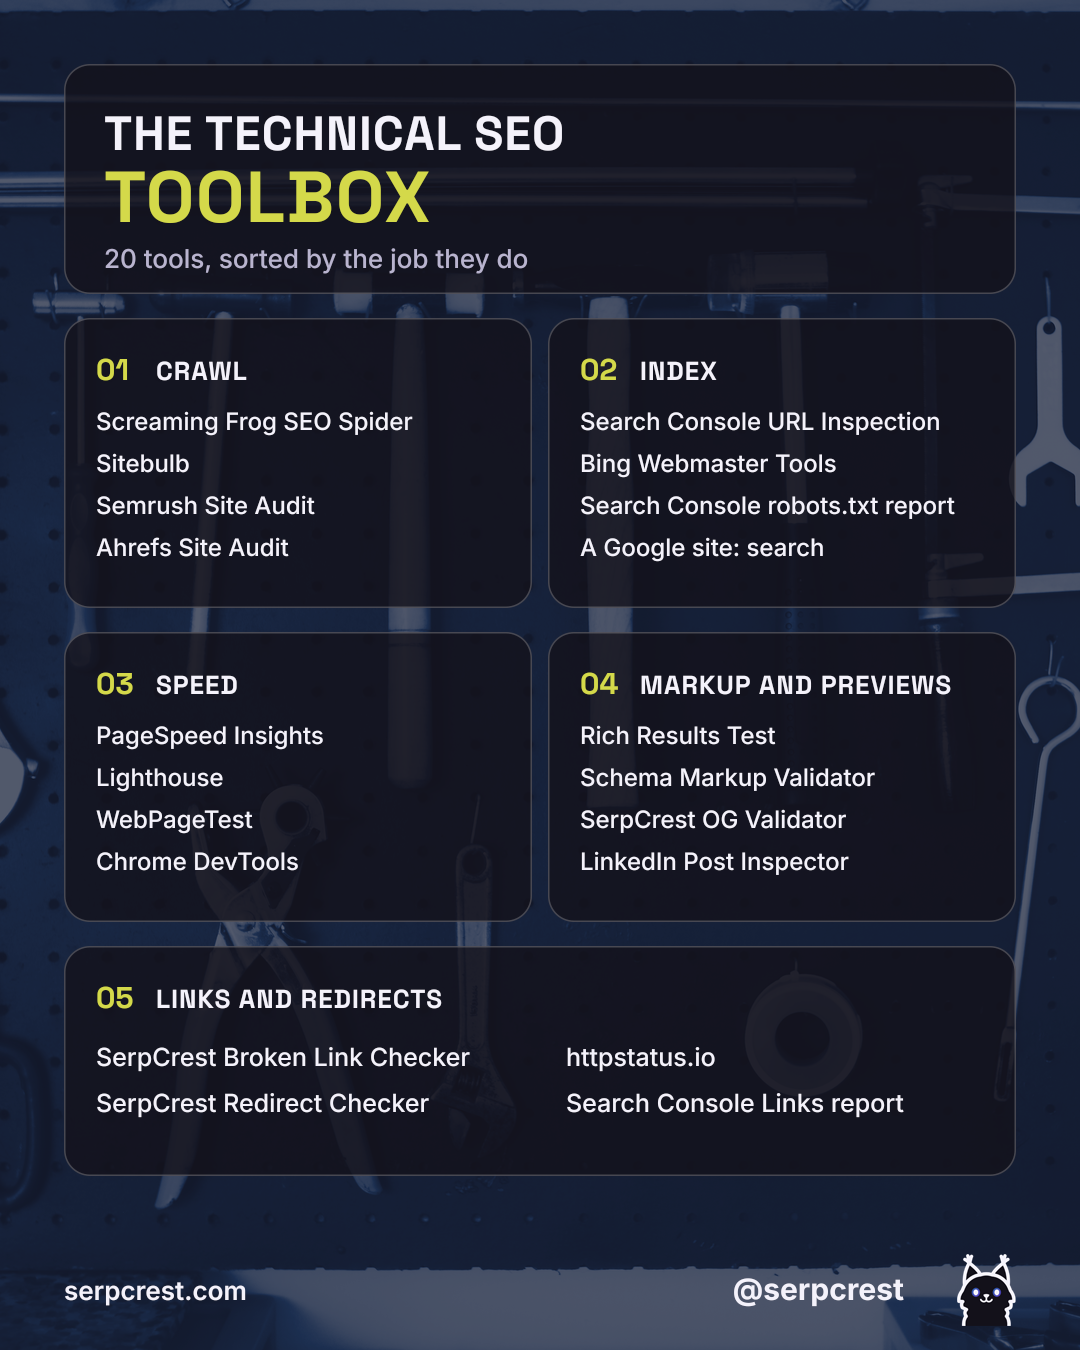 THE TECHNICAL SEO
TOOLBOX
20 tools, sorted by the job they do
01 CRAWL
Screaming Frog SEO Spider
Sitebulb
Semrush Site Audit
Ahrefs Site Audit
02 INDEX
Search Console URL Inspection
Bing Webmaster Tools
Search Console robots.txt report
A Google site: search
03 SPEED
PageSpeed Insights
Lighthouse
WebPageTest
Chrome DevTools
04 MARKUP AND PREVIEWS
Rich Results Test
Schema Markup Validator
SerpCrest OG Validator
LinkedIn Post Inspector
05 LINKS AND REDIRECTS
SerpCrest Broken Link Checker
SerpCrest Redirect Checker
httpstatus.io
Search Console Links report
serpcrest.com
@serpcrest